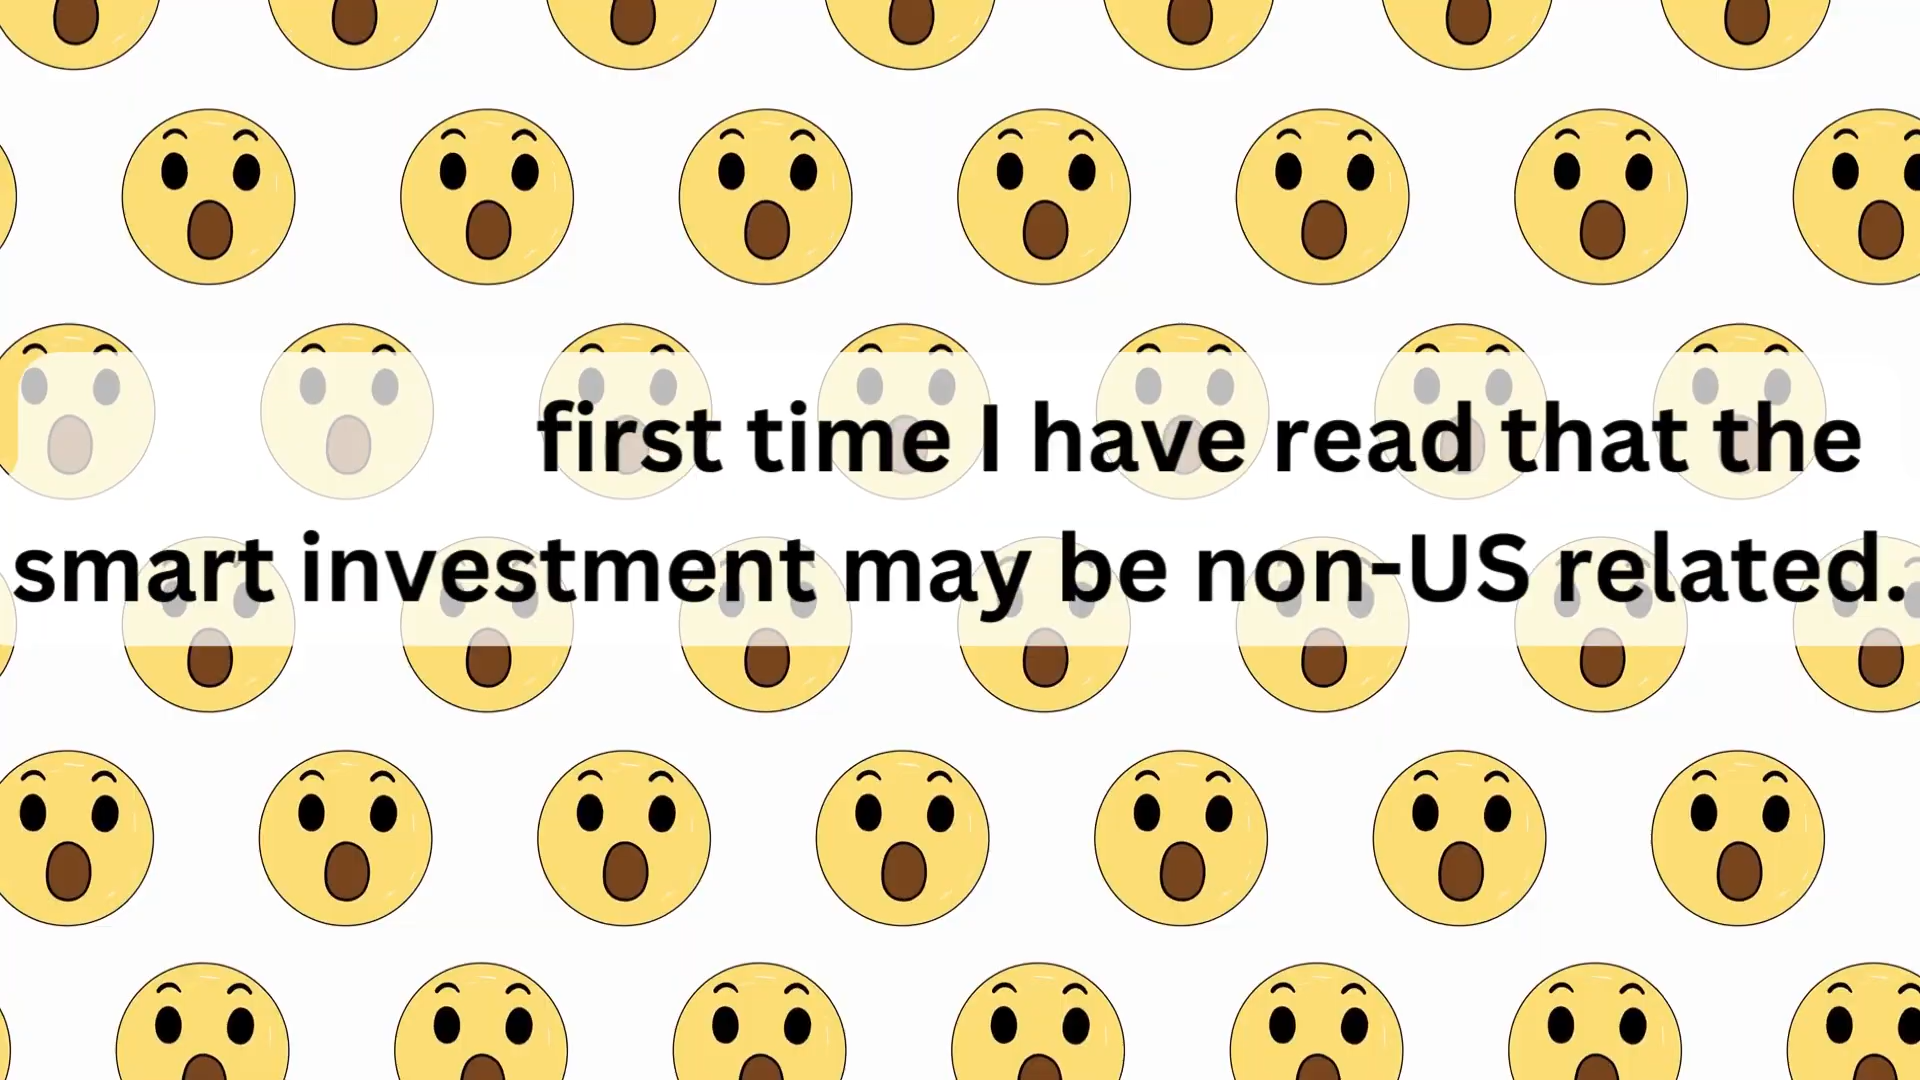 first time I have read that the
smart investment may be non-US related.